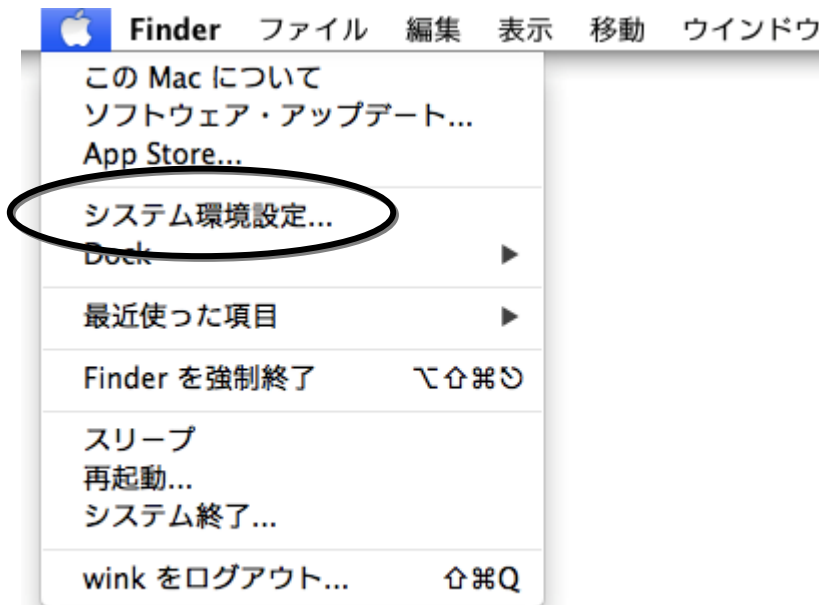 Finder ファイル 編集 表示 移動 ウインドウ
この Mac について
ソフトウェア・アップデート...
App Store...
システム環境設定...
Dock ▶
最近使った項目 ▶
Finder を強制終了 ⌥⇧⌘⎋
スリープ
再起動...
システム終了...
wink をログアウト... ⇧⌘Q